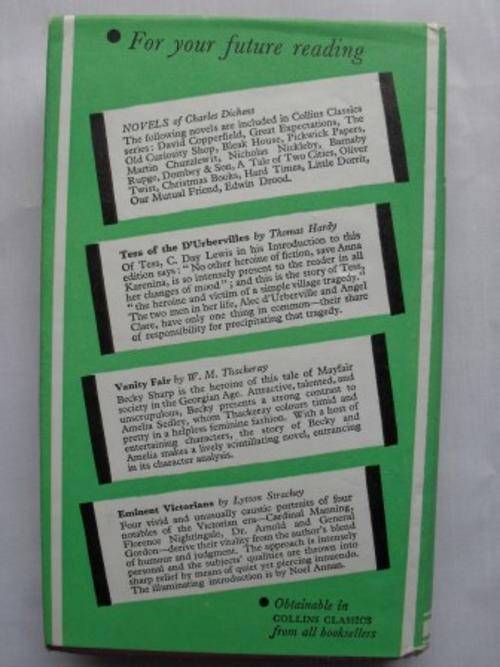 For your future reading
NOVELS of Charles Dickens
The following novels are included in Collins Classics
series: David Copperfield, Great Expectations, The
Old Curiosity Shop, Bleak House, Pickwick Papers,
Martin Chuzzlewit, Nicholas Nickleby, Barnaby
Rupge, Dombey & Son, A Tale of Two Cities, Oliver
Twist, Christmas Books, Hard Times, Little Dorrit,
Our Mutual Friend, Edwin Drood.
Tess of the D'Urbervilles by Thomas Hardy
Of Tess, C. Day Lewis in his Introduction to this
edition says: "No other heroine of fiction, save Anna
Karenina, is so intensely present to the reader in all
her changes of mood"; and this is the story of Tess,
"the heroine and victim of a simple village tragedy."
The two men in her life, Alec d'Urberville and Angel
Clare, have only one thing in common—their share
of responsibility for precipitating that tragedy.
Vanity Fair by W. M. Thackeray
Becky Sharp is the heroine of this tale of Mayfair
society in the Georgian Age. Attractive, talented, and
unscrupulous, Becky presents a strong contrast to
Amelia Sedley, whom Thackeray colours timid and
pretty in a helpless feminine fashion. With a host of
entertaining characters, the story of Becky and
Amelia makes a lively scintillating novel, entrancing
in its character analysis.
Eminent Victorians by Lytton Strachey
Four vivid and unusually caustic portraits of four
notables of the Victorian era—Cardinal Manning,
Florence Nightingale, Dr. Arnold and General
Gordon—derive their vitality from the author's blend
of humour and judgment. The approach is intensely
personal and the subjects' qualities are thrown into
sharp relief by means of quiet yet piercing innuendo.
The illuminating introduction is by Noel Annan.
Obtainable in
COLLINS CLASSICS
from all booksellers